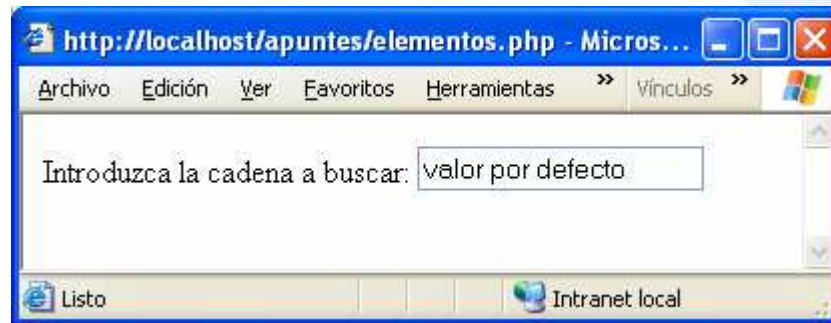 http://localhost/apuntes/elementos.php - Micros...
Archivo Edición Ver Favoritos Herramientas » Vínculos »
Introduzca la cadena a buscar: valor por defecto
Listo Intranet local